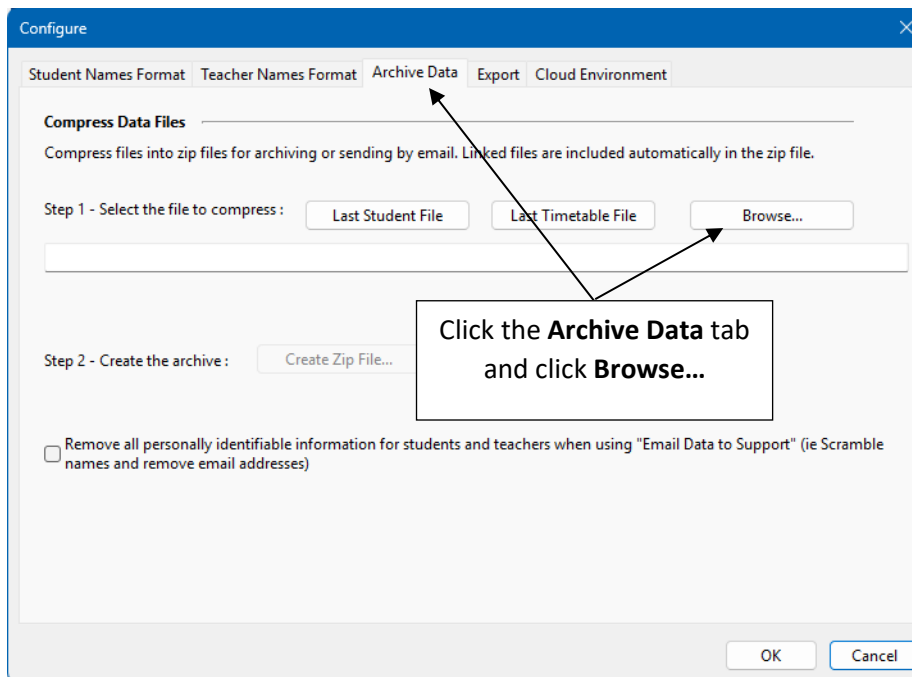 Configure
Student Names Format Teacher Names Format Archive Data Export Cloud Environment
Compress Data Files
Compress files into zip files for archiving or sending by email. Linked files are included automatically in the zip file.
Step 1 - Select the file to compress : Last Student File Last Timetable File Browse...
Click the Archive Data tab
and click Browse...
Step 2 - Create the archive : Create Zip File...
Remove all personally identifiable information for students and teachers when using "Email Data to Support" (ie Scramble
names and remove email addresses)
OK Cancel